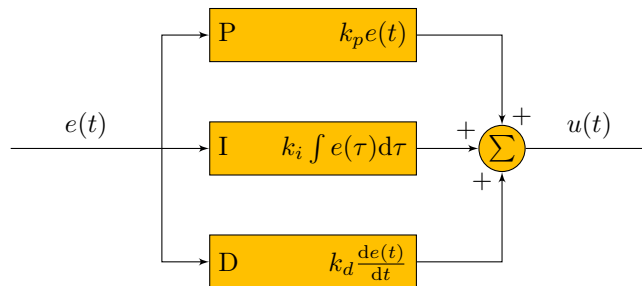 P k_p e(t)
e(t)
+
+
u(t)
I k_i ∫ e(τ)dτ
∑
+
D k_d de(t)/dt